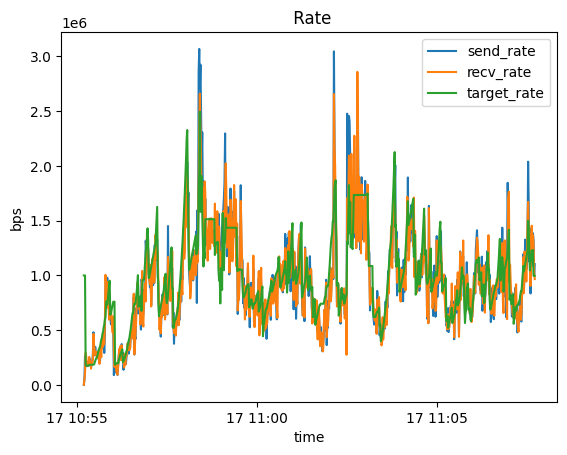 Rate
1e6
send_rate
recv_rate
target_rate
3.0
2.5
2.0
1.5
1.0
0.5
0.0
bps
17 10:55
17 11:00
17 11:05
time